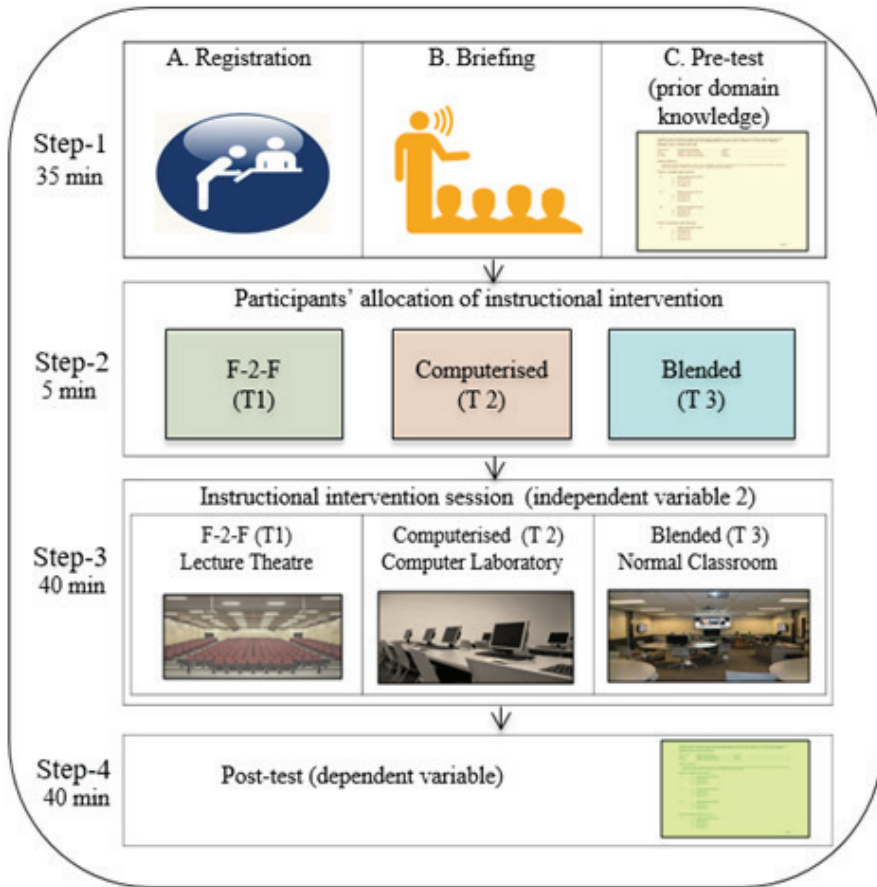 A. Registration
B. Briefing
C. Pre-test
(prior domain
knowledge)
Step-1
35 min
Participants’ allocation of instructional intervention
Step-2
5 min
F-2-F
(T1)
Computerised
(T 2)
Blended
(T 3)
Instructional intervention session (independent variable 2)
Step-3
40 min
F-2-F (T1)
Lecture Theatre
Computerised (T 2)
Computer Laboratory
Blended (T 3)
Normal Classroom
Step-4
40 min
Post-test (dependent variable)